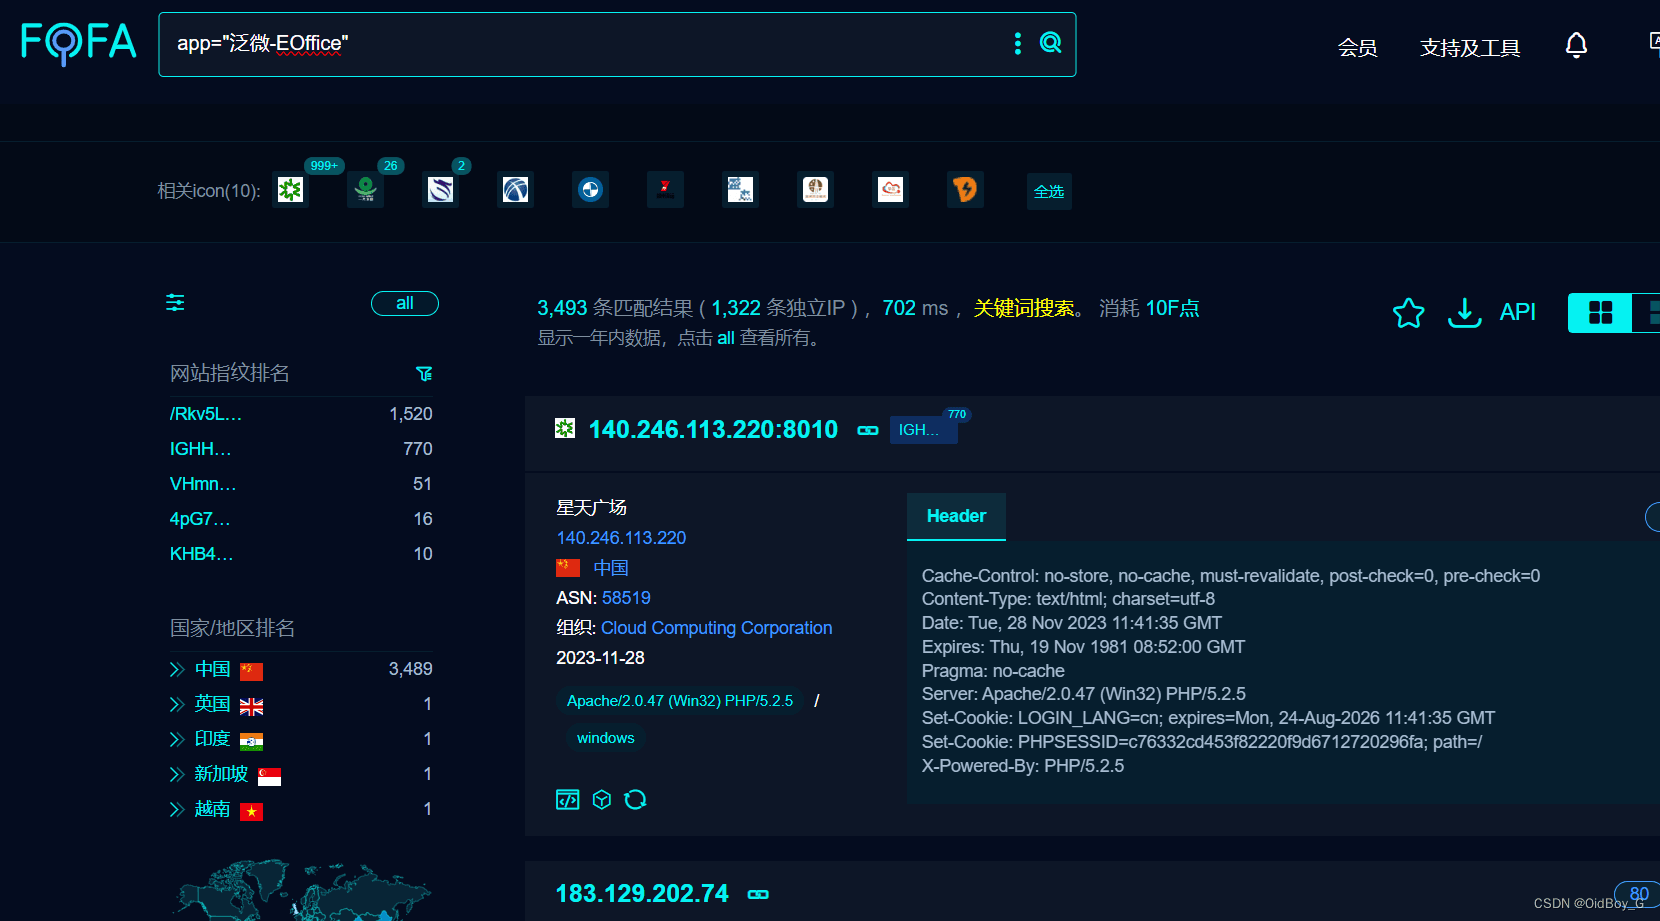 FOFA
app="泛微-EOffice"
会员
支持及工具
相关icon(10):
999+
26
2
全选
all
3,493 条匹配结果 ( 1,322 条独立IP ) ，702 ms ，关键词搜索。 消耗 10F点
显示一年内数据，点击 all 查看所有。
API
网站指纹排名
/Rkv5L... 1,520
IGHH... 770
VHmn... 51
4pG7... 16
KHB4... 10
国家/地区排名
中国 3,489
英国 1
印度 1
新加坡 1
越南 1
140.246.113.220:8010
IGH...
770
星天广场
140.246.113.220
中国
ASN: 58519
组织: Cloud Computing Corporation
2023-11-28
Apache/2.0.47 (Win32) PHP/5.2.5 /
windows
Header
Cache-Control: no-store, no-cache, must-revalidate, post-check=0, pre-check=0
Content-Type: text/html; charset=utf-8
Date: Tue, 28 Nov 2023 11:41:35 GMT
Expires: Thu, 19 Nov 1981 08:52:00 GMT
Pragma: no-cache
Server: Apache/2.0.47 (Win32) PHP/5.2.5
Set-Cookie: LOGIN_LANG=cn; expires=Mon, 24-Aug-2026 11:41:35 GMT
Set-Cookie: PHPSESSID=c76332cd453f82220f9d6712720296fa; path=/
X-Powered-By: PHP/5.2.5
183.129.202.74
80
CSDN @OidBoy_G